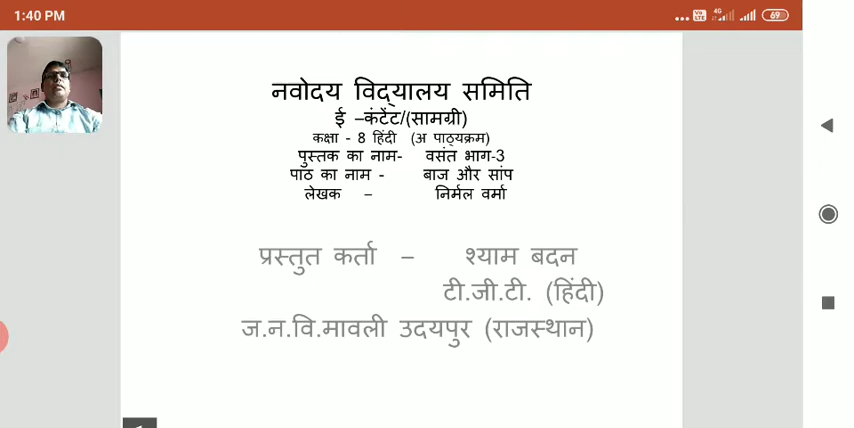 1:40 PM
4G
69
नवोदय विद्यालय समिति
ई –कंटेंट/(सामग्री)
कक्षा - 8 हिंदी (अ पाठ्यक्रम)
पुस्तक का नाम- वसंत भाग-3
पाठ का नाम - बाज और सांप
लेखक – निर्मल वर्मा
प्रस्तुत कर्ता – श्याम बदन
टी.जी.टी. (हिंदी)
ज.न.वि.मावली उदयपुर (राजस्थान)